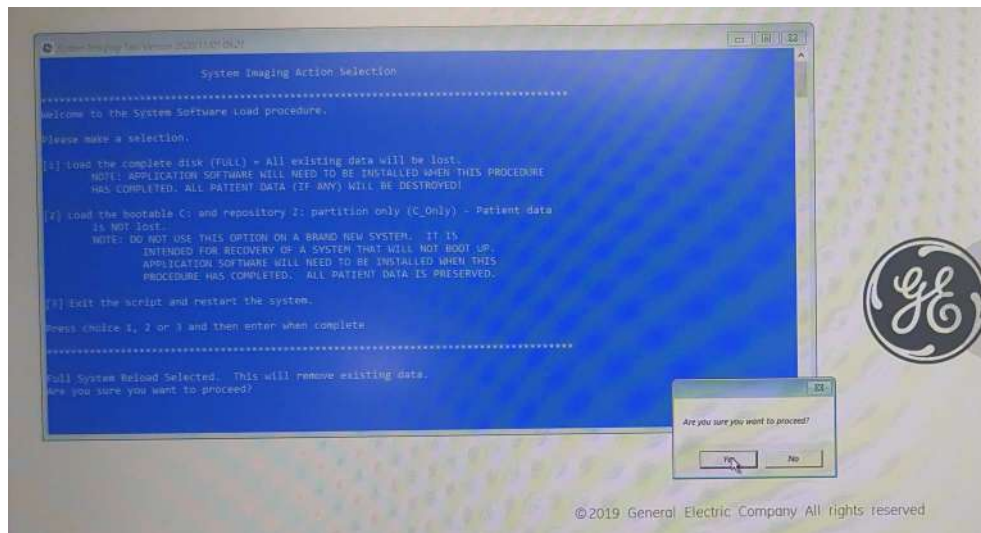 System Imaging Action Selection
Welcome to the System Software Load procedure.
Please make a selection.
[1] Load the complete disk (FULL) - All existing data will be lost.
NOTE: APPLICATION SOFTWARE WILL NEED TO BE INSTALLED WHEN THIS PROCEDURE
HAS COMPLETED. ALL PATIENT DATA (IF ANY) WILL BE DESTROYED!
[2] Load the bootable C: and repository Z: partition only (C_Only) - Patient data
is NOT lost.
NOTE: DO NOT USE THIS OPTION ON A BRAND NEW SYSTEM. IT IS
INTENDED FOR RECOVERY OF A SYSTEM THAT WILL NOT BOOT UP.
APPLICATION SOFTWARE WILL NEED TO BE INSTALLED WHEN THIS
PROCEDURE HAS COMPLETED. ALL PATIENT DATA IS PRESERVED.
[3] Exit the script and restart the system.
Press choice 1, 2 or 3 and then enter when complete
Full System Reload Selected. This will remove existing data.
Are you sure you want to proceed?
Are you sure you want to proceed?
Yes No
GE
©2019 General Electric Company All rights reserved